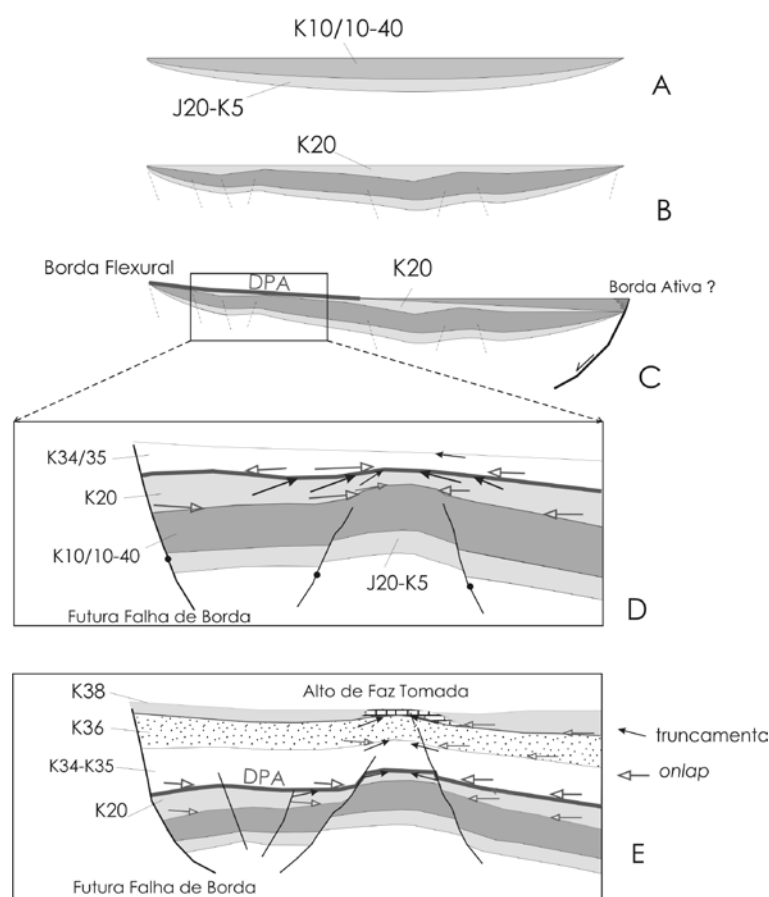 K10/10-40
J20-K5
A
K20
B
Borda Flexural
DPA
K20
Borda Ativa ?
C
K34/35
K20
K10/10-40
J20-K5
Futura Falha de Borda
D
K38
Alto de Faz Tomada
K36
truncamento
K34-K35
DPA
onlap
K20
E
Futura Falha de Borda